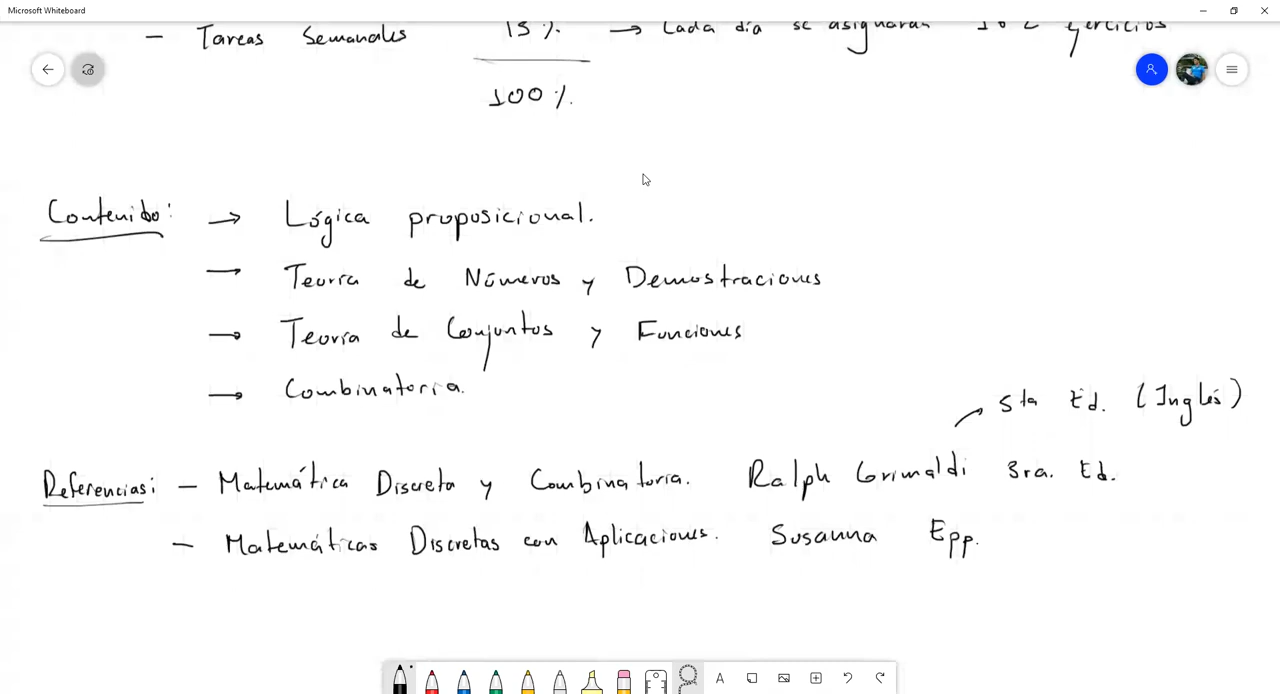 Microsoft Whiteboard
- Tareas Semanales 15 % → Cada día se asignarán 1 o 2 ejercicios
100 %.
Contenido: → Lógica proposicional.
→ Teoría de Números y Demostraciones
→ Teoría de Conjuntos y Funciones
→ Combinatoria.
5ta Ed. (Inglés)
Referencias: - Matemática Discreta y Combinatoria. Ralph Grimaldi 3ra. Ed.
- Matemáticas Discretas con Aplicaciones. Susanna Epp.